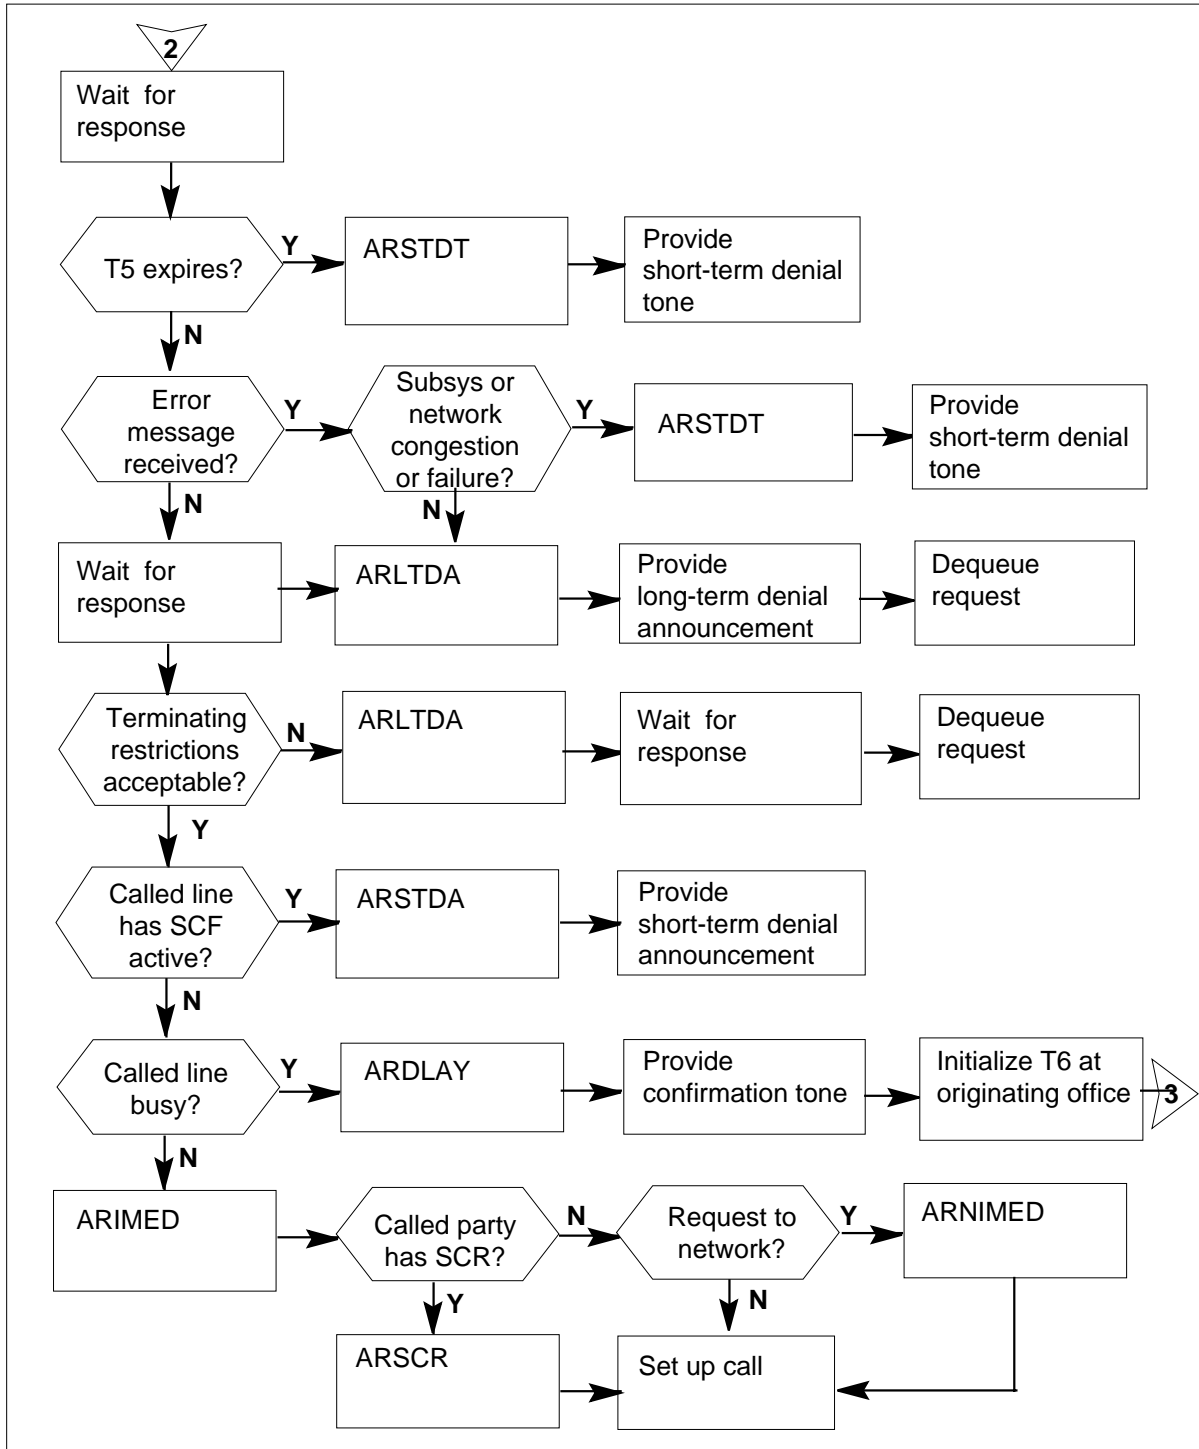 2
Wait for
response
T5 expires?
Y
ARSTDT
Provide
short-term denial
tone
N
Error
message
received?
Y
Subsys or
network
congestion
or failure?
Y
ARSTDT
Provide
short-term denial
tone
N
N
Wait for
response
ARLTDA
Provide
long-term denial
announcement
Dequeue
request
Terminating
restrictions
acceptable?
N
ARLTDA
Wait for
response
Dequeue
request
Y
Called line
has SCF
active?
Y
ARSTDA
Provide
short-term denial
announcement
N
Called line
busy?
Y
ARDLAY
Provide
confirmation tone
Initialize T6 at
originating office
3
N
ARIMED
Called party
has SCR?
N
Request to
network?
Y
ARNIMED
Y
N
ARSCR
Set up call